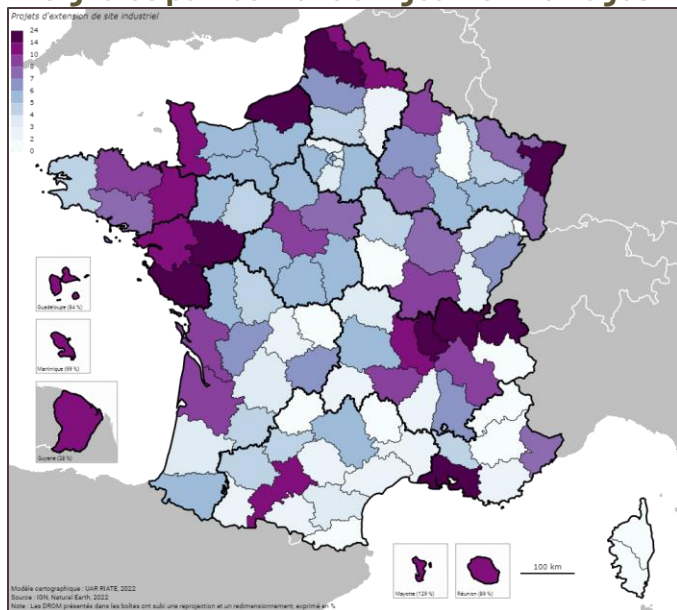 Projets d'extension de site industriel
24
14
10
8
7
6
5
4
3
2
0
Guadeloupe (84 %)
Martinique (99 %)
Guyane (28 %)
Mayotte (129 %)
Réunion (89 %)
100 km
Modèle cartographique : UAR RIATE, 2022
Source : IGN, Natural Earth, 2022
Note : Les DROM présentés dans les boîtes ont subi une reprojection et un redimensionnement, exprimé en %